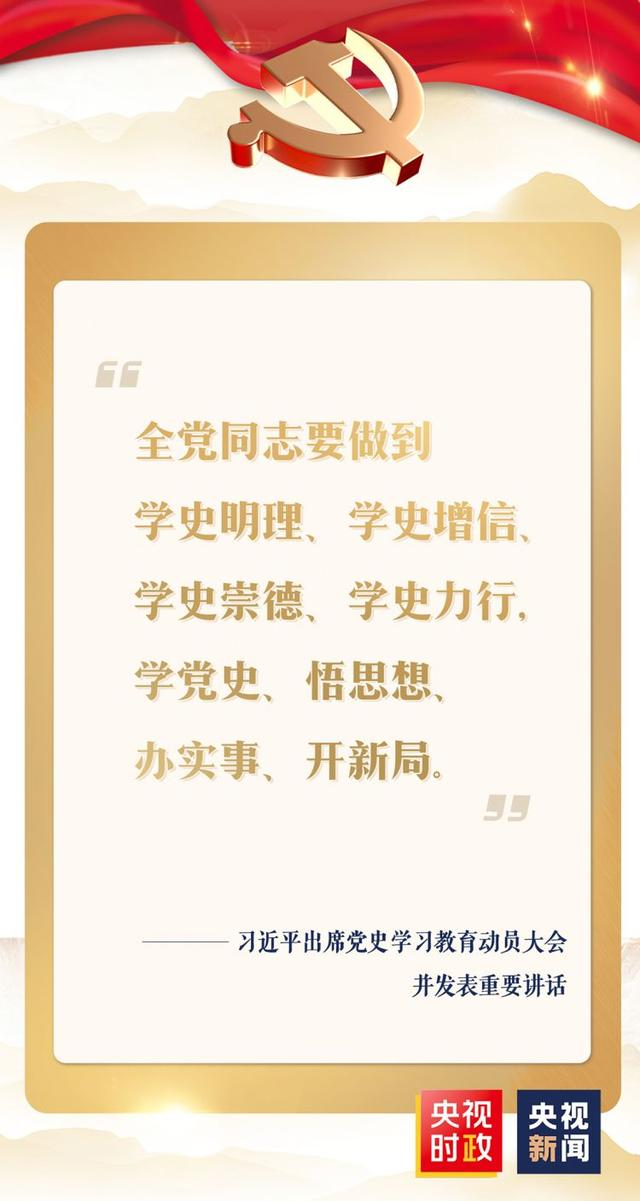 “
全党同志要做到
学史明理、学史增信、
学史崇德、学史力行，
学党史、悟思想、
办实事、开新局。
”
——— 习近平出席党史学习教育动员大会
并发表重要讲话
央视
时政
央视
新闻